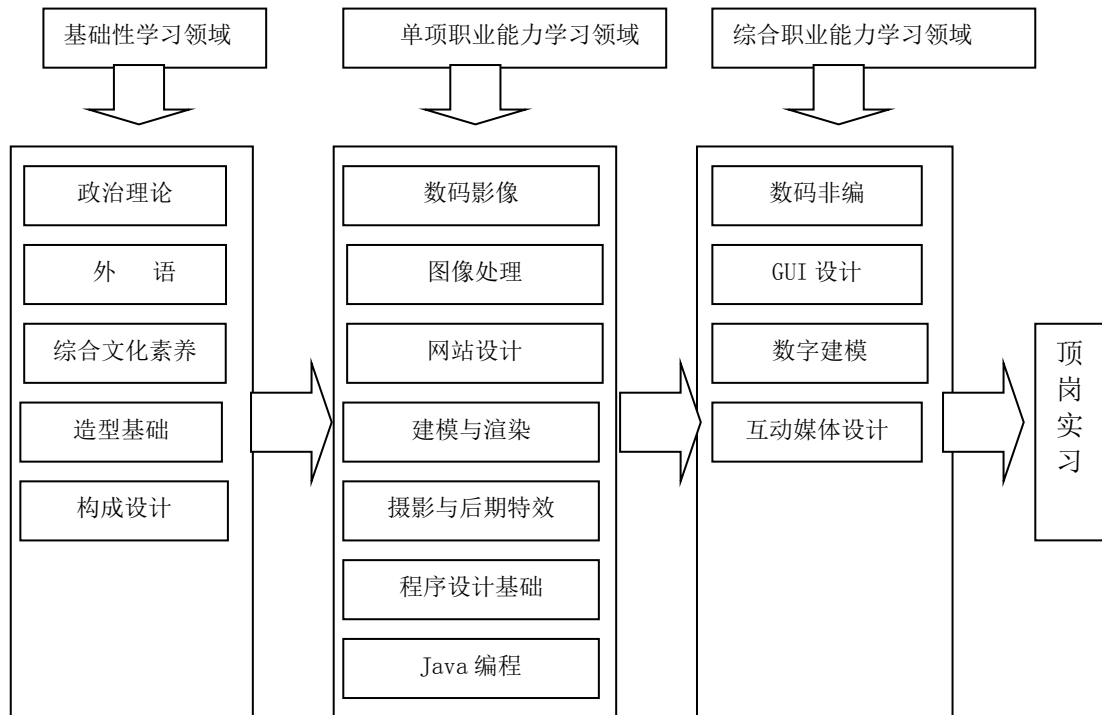 基础性学习领域
单项职业能力学习领域
综合职业能力学习领域
政治理论
外 语
综合文化素养
造型基础
构成设计
数码影像
图像处理
网站设计
建模与渲染
摄影与后期特效
程序设计基础
Java 编程
数码非编
GUI 设计
数字建模
互动媒体设计
顶
岗
实
习